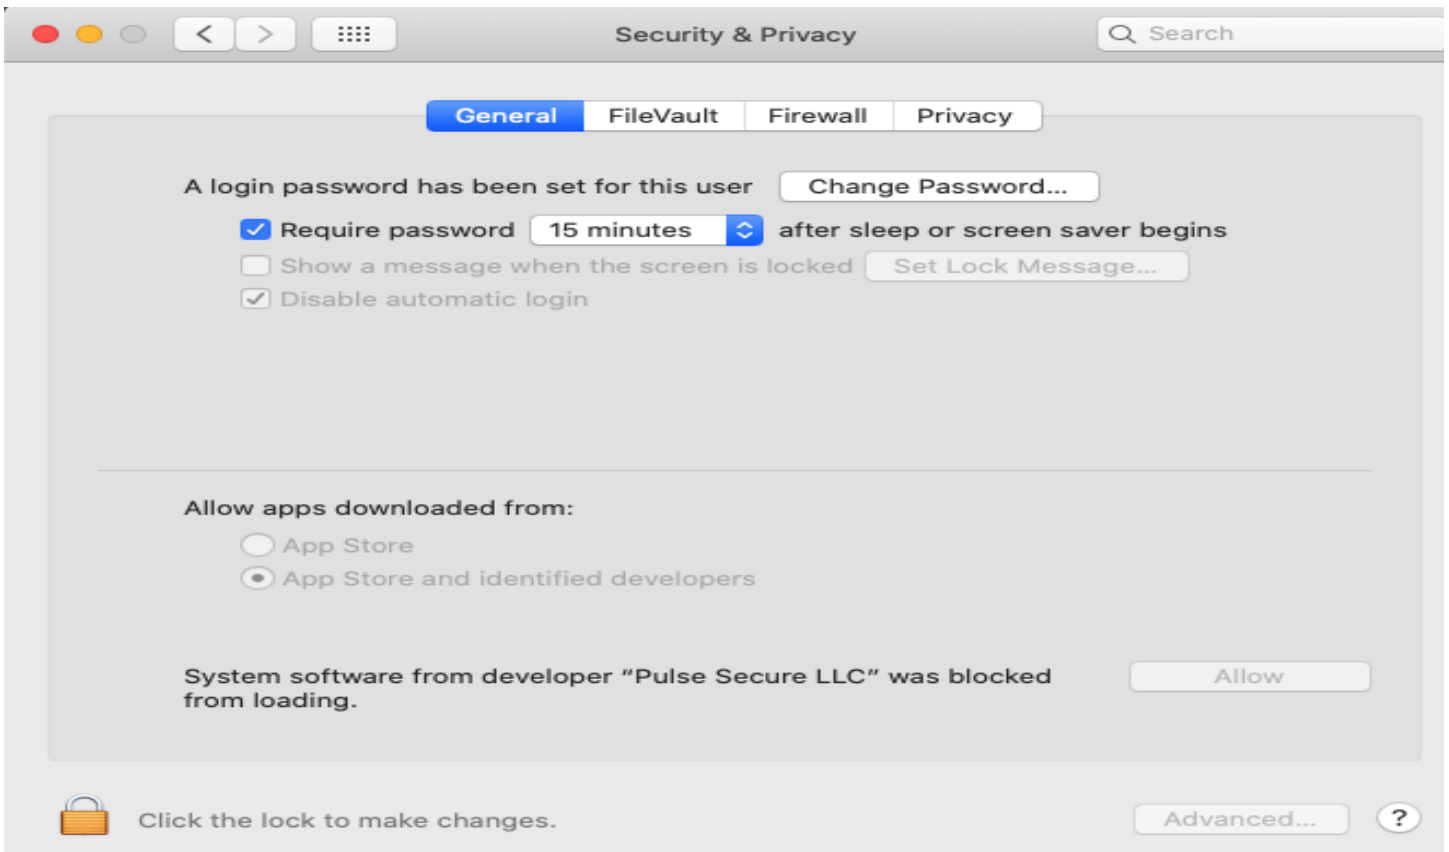 Security & Privacy
Search
General FileVault Firewall Privacy
A login password has been set for this user Change Password...
Require password 15 minutes after sleep or screen saver begins
Show a message when the screen is locked Set Lock Message...
Disable automatic login
Allow apps downloaded from:
App Store
App Store and identified developers
System software from developer “Pulse Secure LLC” was blocked Allow
from loading.
Click the lock to make changes. Advanced... ?